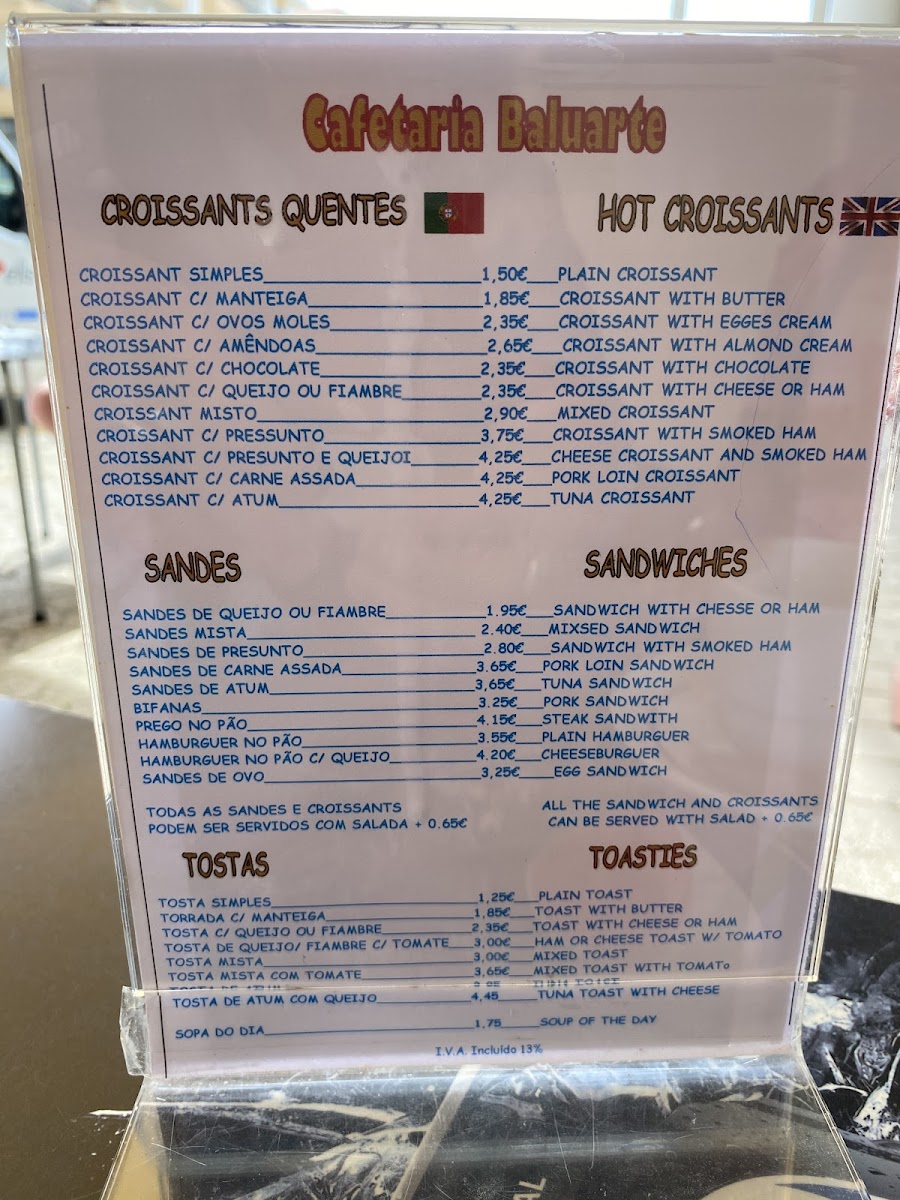 Cafetaria Baluarte
CROISSANTS QUENTES HOT CROISSANTS
CROISSANT SIMPLES 1,50€ PLAIN CROISSANT
CROISSANT C/ MANTEIGA 1,85€ CROISSANT WITH BUTTER
CROISSANT C/ OVOS MOLES 2,35€ CROISSANT WITH EGGES CREAM
CROISSANT C/ AMÊNDOAS 2,65€ CROISSANT WITH ALMOND CREAM
CROISSANT C/ CHOCOLATE 2,35€ CROISSANT WITH CHOCOLATE
CROISSANT C/ QUEIJO OU FIAMBRE 2,35€ CROISSANT WITH CHEESE OR HAM
CROISSANT MISTO 2,90€ MIXED CROISSANT
CROISSANT C/ PRESSUNTO 3,75€ CROISSANT WITH SMOKED HAM
CROISSANT C/ PRESUNTO E QUEIJOI 4,25€ CHEESE CROISSANT AND SMOKED HAM
CROISSANT C/ CARNE ASSADA 4,25€ PORK LOIN CROISSANT
CROISSANT C/ ATUM 4,25€ TUNA CROISSANT
SANDES SANDWICHES
SANDES DE QUEIJO OU FIAMBRE 1.95€ SANDWICH WITH CHESSE OR HAM
SANDES MISTA 2.40€ MIXSED SANDWICH
SANDES DE PRESUNTO 2.80€ SANDWICH WITH SMOKED HAM
SANDES DE CARNE ASSADA 3.65€ PORK LOIN SANDWICH
SANDES DE ATUM 3,65€ TUNA SANDWICH
BIFANAS 3.25€ PORK SANDWICH
PREGO NO PÃO 4.15€ STEAK SANDWITH
HAMBURGUER NO PÃO 3.55€ PLAIN HAMBURGUER
HAMBURGUER NO PÃO C/ QUEIJO 4.20€ CHEESEBURGUER
SANDES DE OVO 3,25€ EGG SANDWICH
TODAS AS SANDES E CROISSANTS ALL THE SANDWICH AND CROISSANTS
PODEM SER SERVIDOS COM SALADA + 0.65€ CAN BE SERVED WITH SALAD + 0.65€
TOSTAS TOASTIES
TOSTA SIMPLES 1,25€ PLAIN TOAST
TORRADA C/ MANTEIGA 1,85€ TOAST WITH BUTTER
TOSTA C/ QUEIJO OU FIAMBRE 2,35€ TOAST WITH CHEESE OR HAM
TOSTA DE QUEIJO/ FIAMBRE C/ TOMATE 3,00€ HAM OR CHEESE TOAST W/ TOMATO
TOSTA MISTA 3,00€ MIXED TOAST
TOSTA MISTA COM TOMATE 3,65€ MIXED TOAST WITH TOMATo
TOSTA DE ATUM COM QUEIJO 4,45 TUNA TOAST WITH CHEESE
SOPA DO DIA 1,75 SOUP OF THE DAY
I.V.A. Incluído 13%